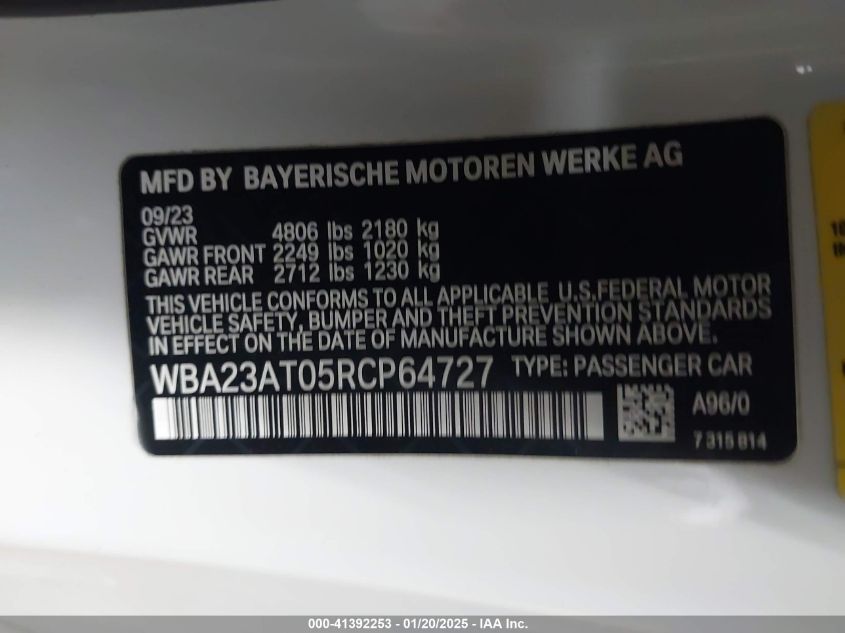 MFD BY BAYERISCHE MOTOREN WERKE AG
09/23
GVWR 4806 lbs 2180 kg
GAWR FRONT 2249 lbs 1020 kg
GAWR REAR 2712 lbs 1230 kg
THIS VEHICLE CONFORMS TO ALL APPLICABLE U.S.FEDERAL MOTOR
VEHICLE SAFETY, BUMPER AND THEFT PREVENTION STANDARDS
IN EFFECT ON THE DATE OF MANUFACTURE SHOWN ABOVE.
WBA23AT05RCP64727 TYPE: PASSENGER CAR
A96/0
7315814
000-41392253 - 01/20/2025 - IAA Inc.